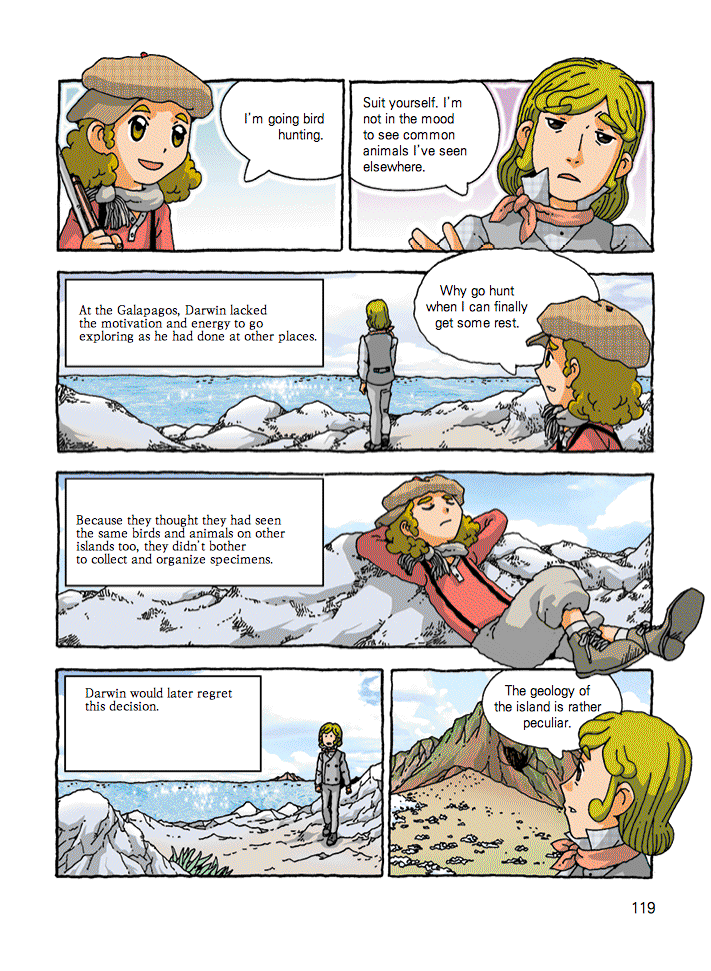 I'm going bird
hunting.
Suit yourself. I'm
not in the mood
to see common
animals I've seen
elsewhere.
At the Galapagos, Darwin lacked
the motivation and energy to go
exploring as he had done at other places.
Why go hunt
when I can finally
get some rest.
Because they thought they had seen
the same birds and animals on other
islands too, they didn't bother
to collect and organize specimens.
Darwin would later regret
this decision.
The geology of
the island is rather
peculiar.
119